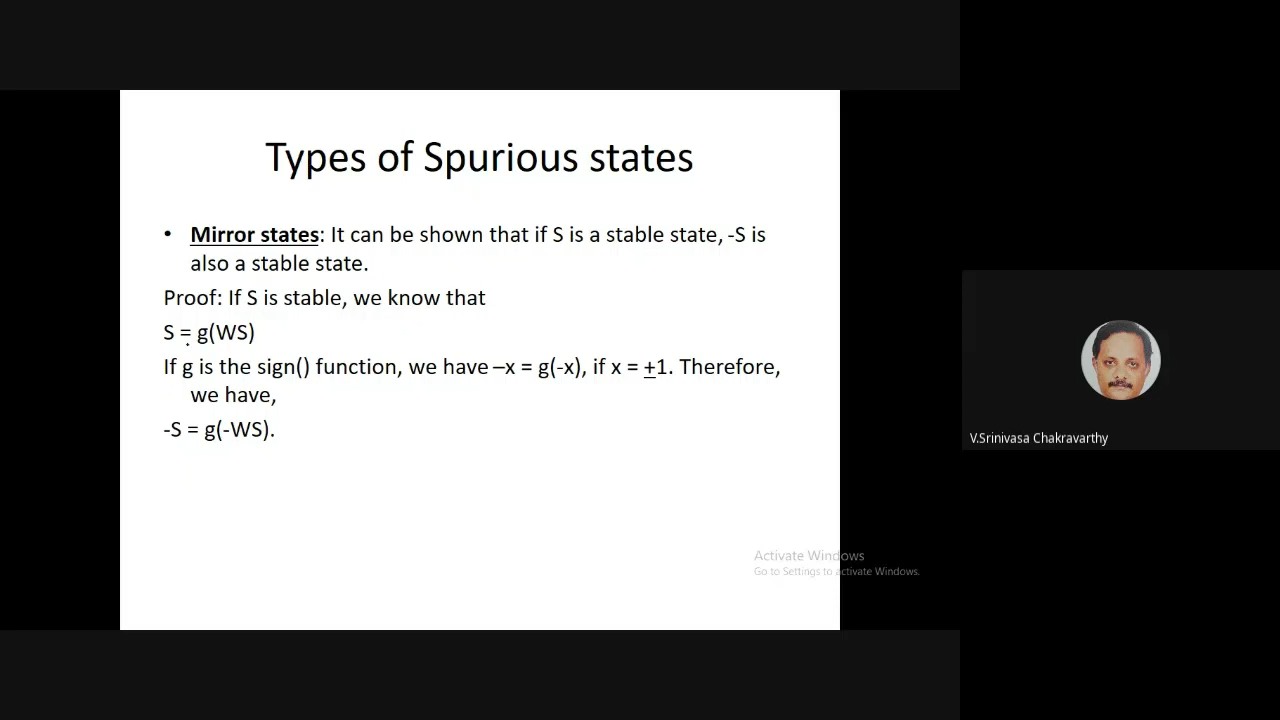 Types of Spurious states
• Mirror states: It can be shown that if S is a stable state, -S is
also a stable state.
Proof: If S is stable, we know that
S = g(WS)
If g is the sign() function, we have –x = g(-x), if x = +1. Therefore,
we have,
-S = g(-WS).
V.Srinivasa Chakravarthy
Activate Windows
Go to Settings to activate Windows.